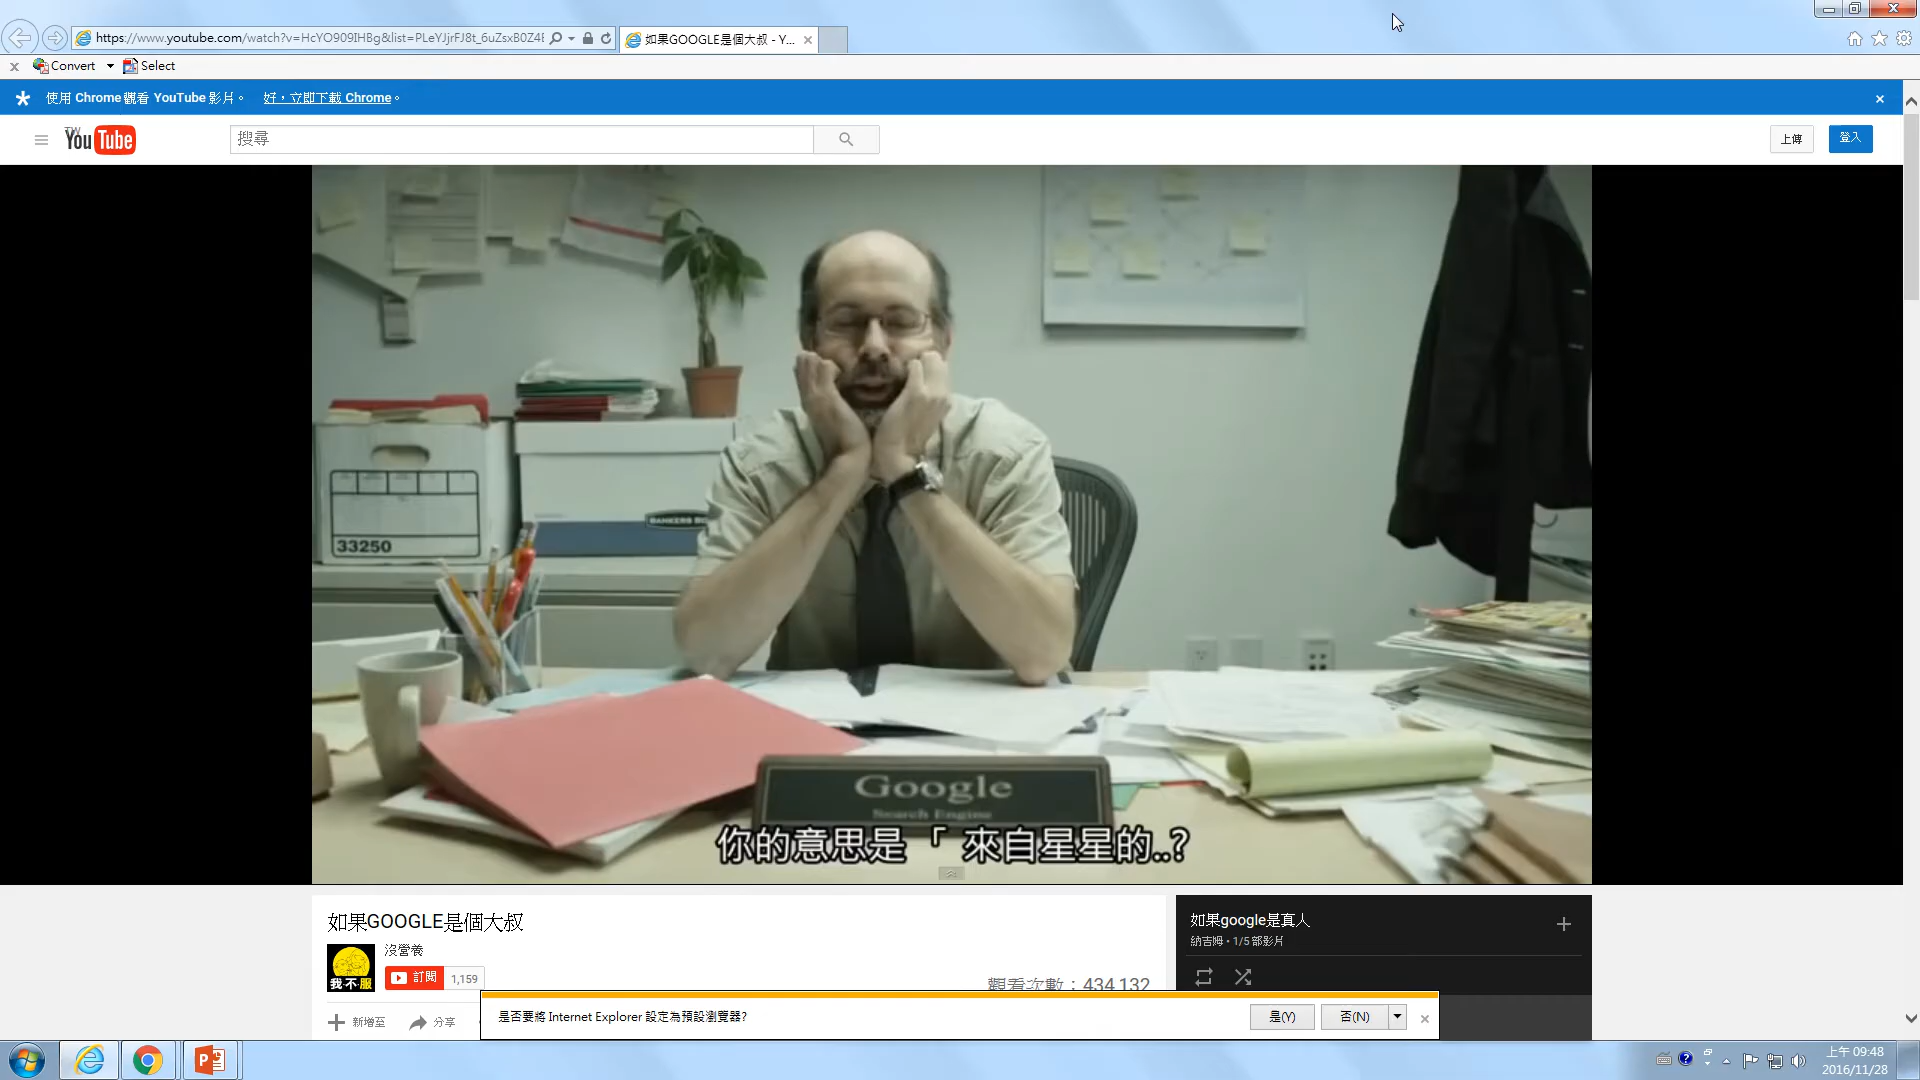 https://www.youtube.com/watch?v=HcYO909IHBg&list=PLeYJjrFJ8t_6uZsxB0Z4E
如果GOOGLE是個大叔 - Y...
Convert
Select
使用 Chrome 觀看 YouTube 影片。 好，立即下載 Chrome。
YouTube TW
搜尋
上傳
登入
33250
BANKERS BO
Google
Search Engine
你的意思是「 來自星星的..?
如果GOOGLE是個大叔
沒營養
我·不·服
訂閱
1,159
觀看次數：434,132
新增至
分享
如果google是真人
納吉姆 • 1/5 部影片
是否要將 Internet Explorer 設定為預設瀏覽器?
是(Y)
否(N)
上午 09:48
2016/11/28